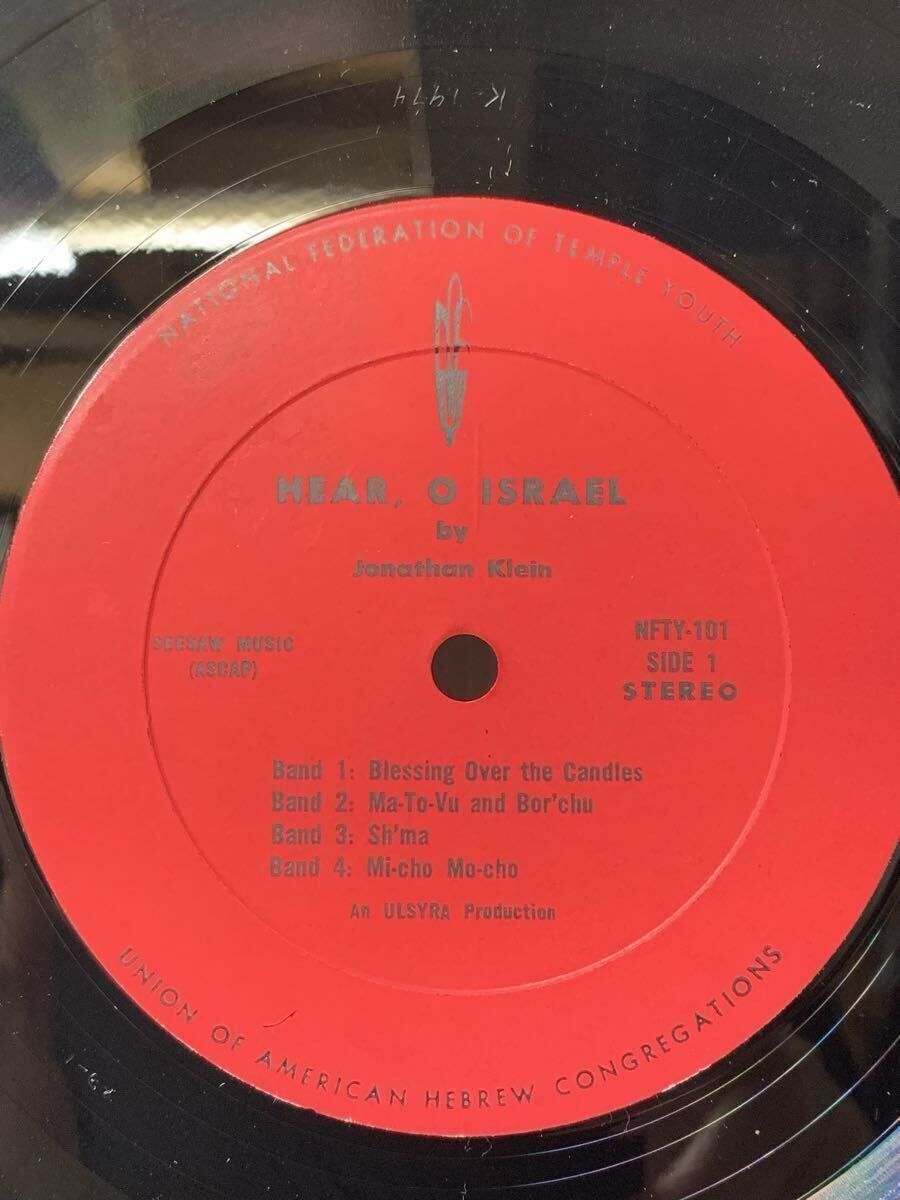 K-1974
NATIONAL FEDERATION OF TEMPLE YOUTH
NFTY
HEAR, O ISRAEL
by
Jonathan Klein
SEESAW MUSIC
(ASCAP)
NFTY-101
SIDE 1
STEREO
Band 1: Blessing Over the Candles
Band 2: Ma-To-Vu and Bor'chu
Band 3: Sh'ma
Band 4: Mi-cho Mo-cho
An ULSYRA Production
UNION OF AMERICAN HEBREW CONGREGATIONS